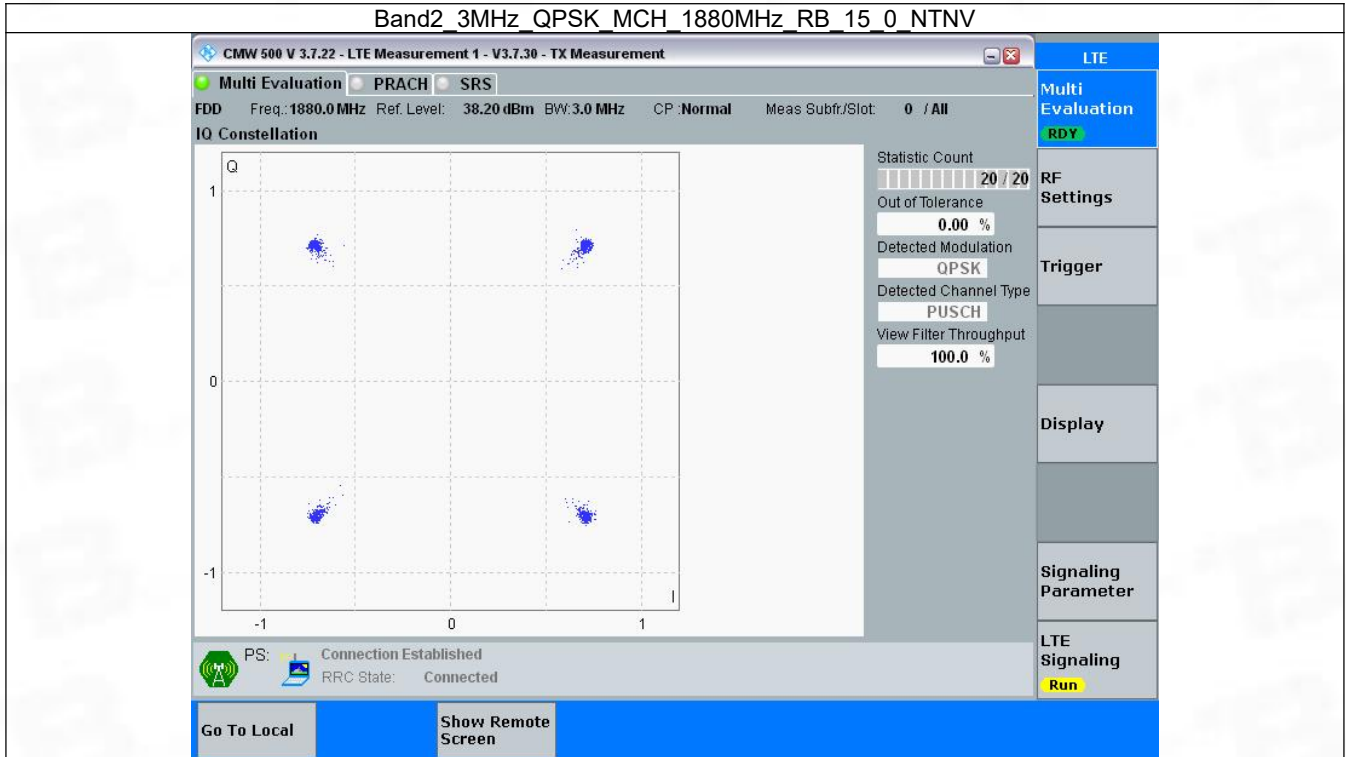 Band2_3MHz_QPSK_MCH_1880MHz_RB_15_0_NTNV
CMW 500 V 3.7.22 - LTE Measurement 1 - V3.7.30 - TX Measurement
LTE
Multi Evaluation PRACH SRS
FDD Freq.:1880.0 MHz Ref. Level: 38.20 dBm BW:3.0 MHz CP :Normal Meas Subfr./Slot: 0 / All
IQ Constellation
Q
1
0
-1
I
-1 0 1
Statistic Count
20 / 20
Out of Tolerance
0.00 %
Detected Modulation
QPSK
Detected Channel Type
PUSCH
View Filter Throughput
100.0 %
Multi
Evaluation
RDY
RF
Settings
Trigger
Display
Signaling
Parameter
LTE
Signaling
Run
PS: Connection Established
RRC State: Connected
Go To Local
Show Remote
Screen